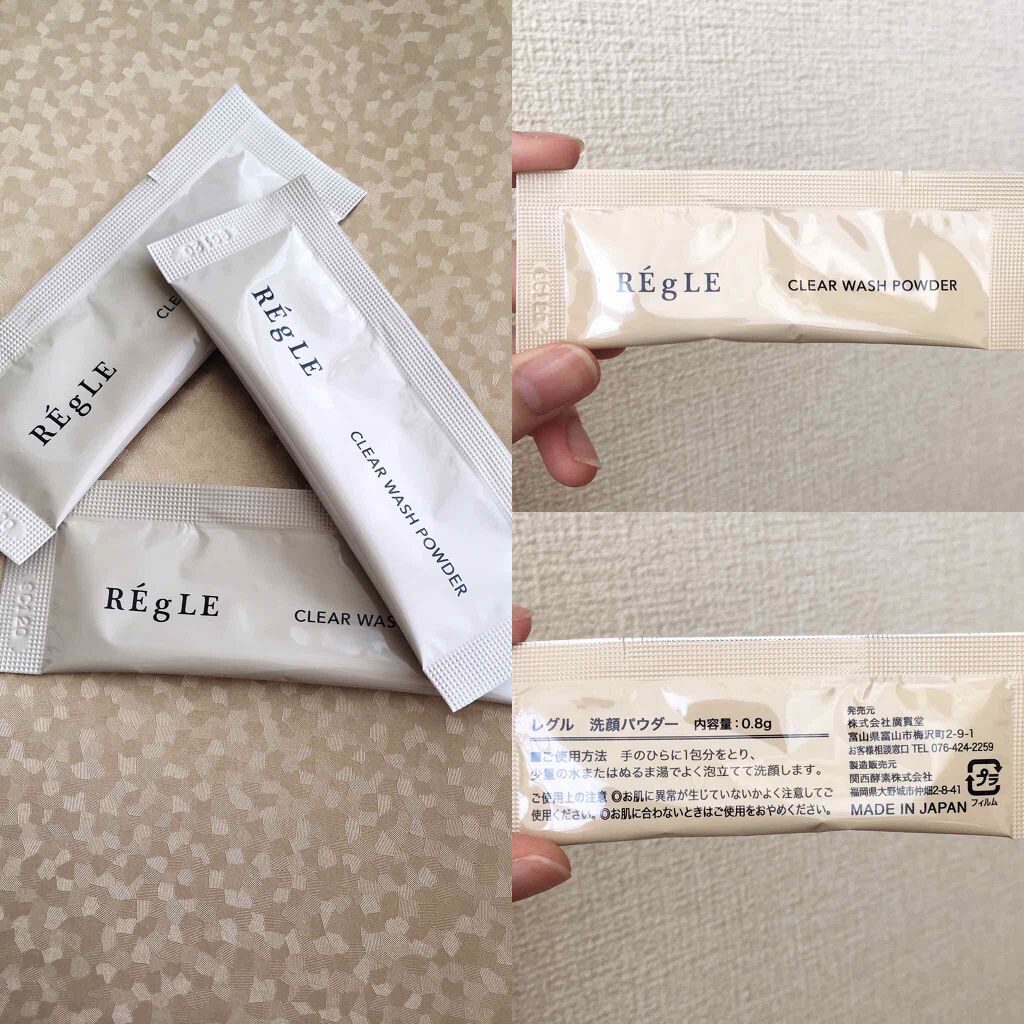 RÉgLE
CLE
RÉgLE
CLEAR WASH POWDER
RÉgLE
CLEAR WAS
CC120
RÉgLE CLEAR WASH POWDER
レグル 洗顔パウダー 内容量:0.8g
■ご使用方法 手のひらに1包分をとり、
少量の水またはぬるま湯でよく泡立てて洗顔します。
ご使用上の注意 ◎お肌に異常が生じていないかよく注意してご
使用ください。◎お肌に合わないときはご使用をおやめください。
発売元
株式会社廣貫堂
富山県富山市梅沢町2-9-1
お客様相談窓口 TEL 076-424-2259
製造販売元
関西酵素株式会社
福岡県大野城市仲畑2-8-41
MADE IN JAPAN
プラ
フィルム